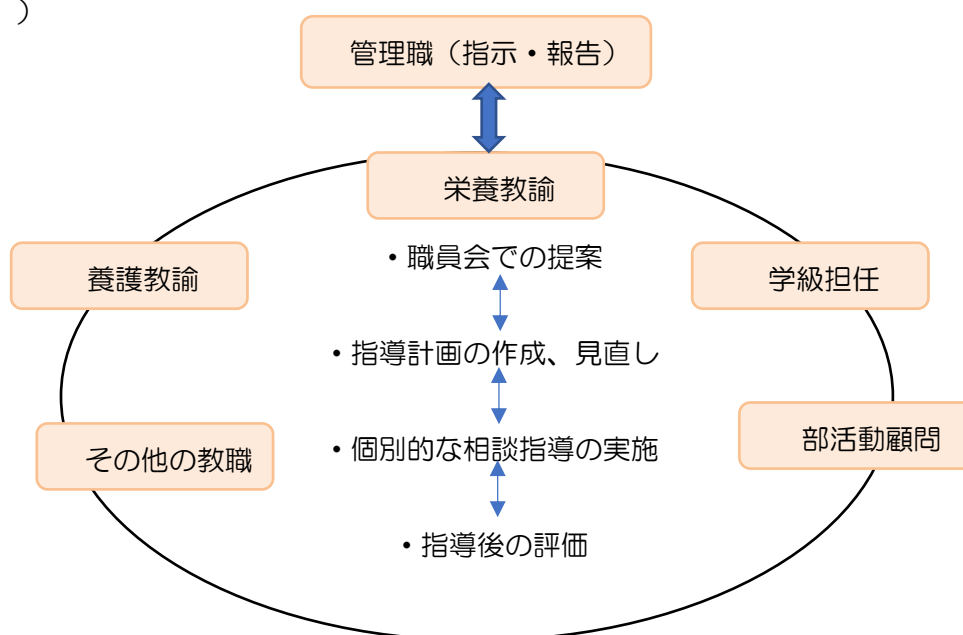 ）
管理職（指示・報告）
栄養教諭
・職員会での提案
養護教諭
学級担任
・指導計画の作成、見直し
部活動顧問
その他の教職
・個別的な相談指導の実施
・指導後の評価